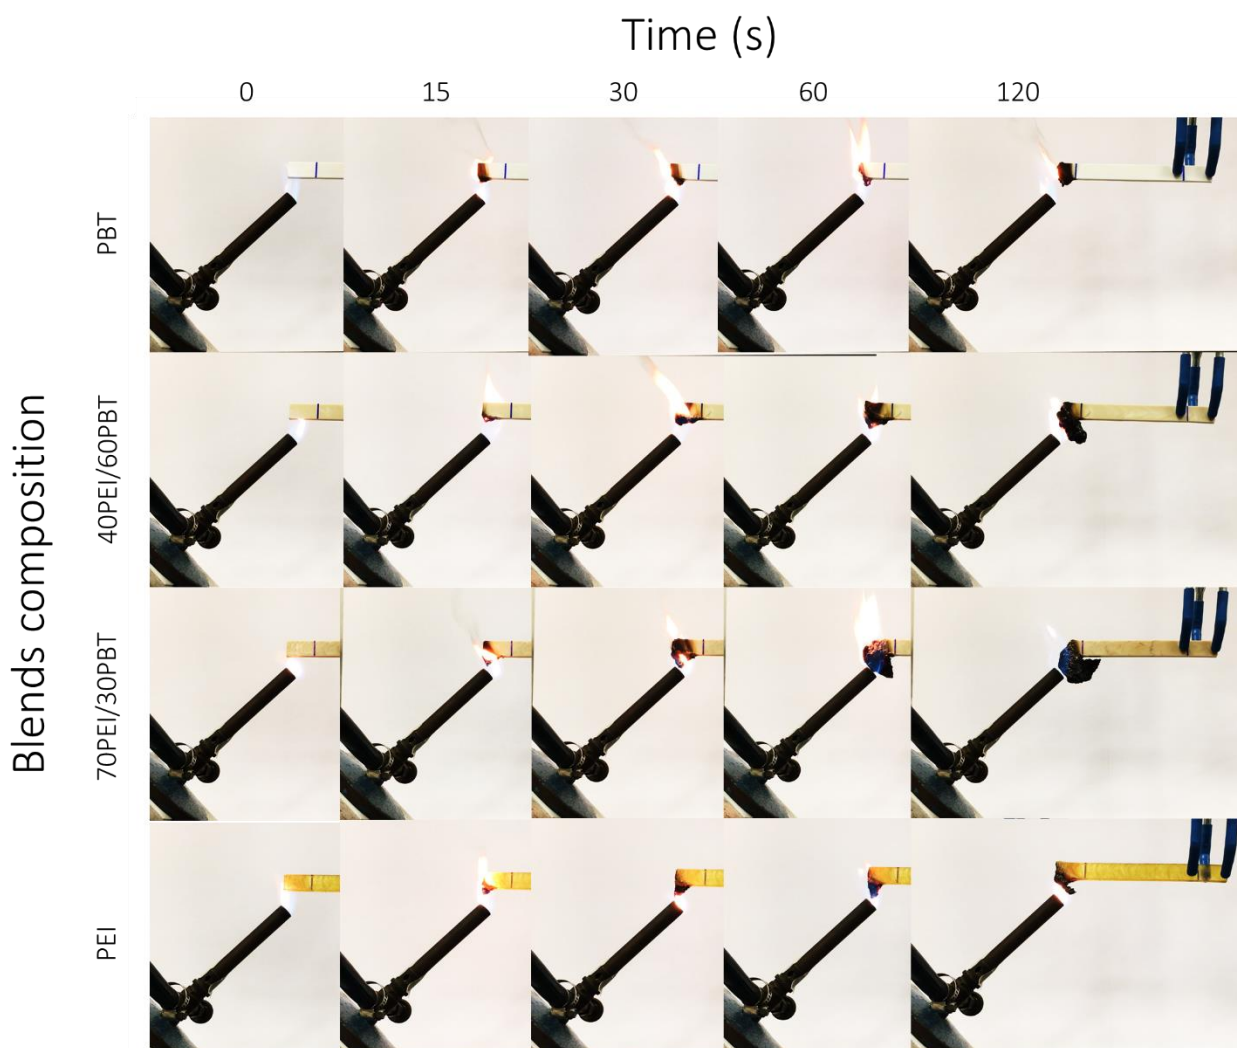 Time (s)
0 15 30 60 120
Blends composition
PBT
40PEI/60PBT
70PEI/30PBT
PEI